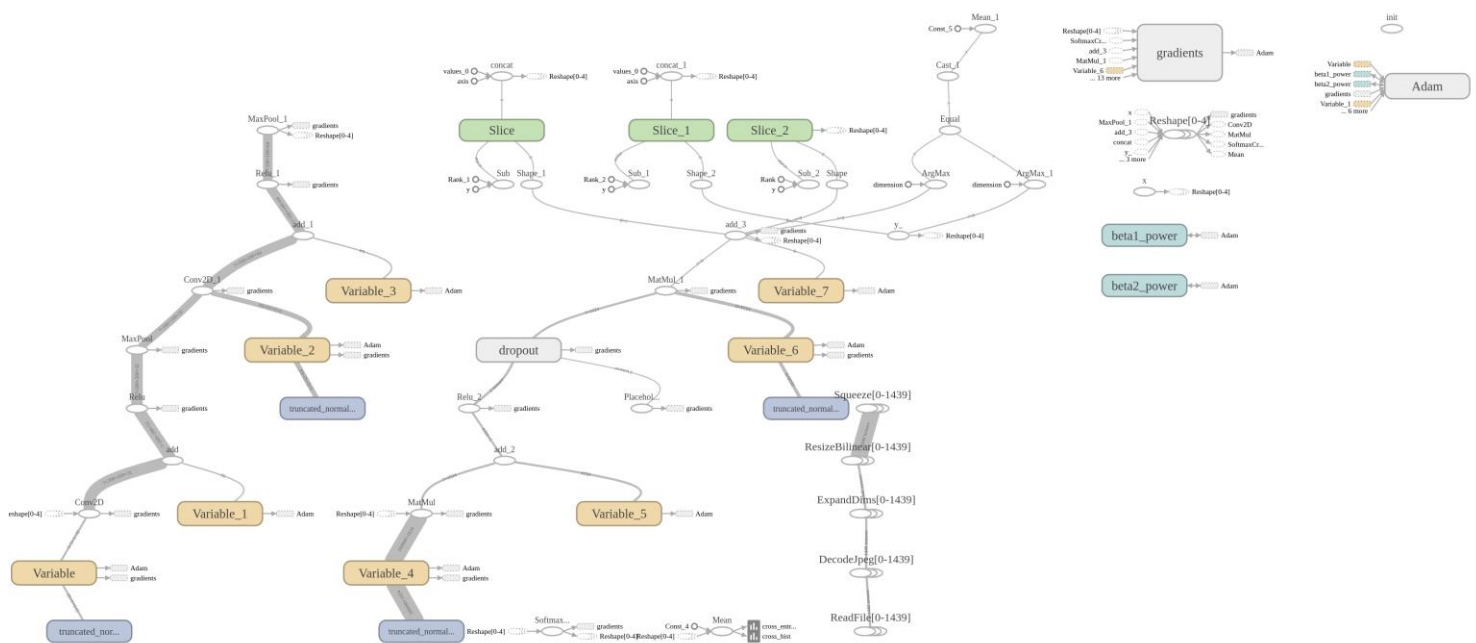 init
Mean_1
Const_5
Reshape[0-4]
SoftmaxCr...
add_3
MatMul_1
Variable_6
... 13 more
gradients
Adam
concat
values_0
axis
Reshape[0-4]
concat_1
values_0
axis
Reshape[0-4]
Cast_1
Variable
beta1_power
beta2_power
gradients
Variable_1
... 6 more
Adam
MaxPool_1
gradients
Reshape[0-4]
Slice
Slice_1
Slice_2
Reshape[0-4]
Equal
x
MaxPool_1
add_3
concat
y_
... 3 more
Reshape[0-4]
gradients
Conv2D
MatMul
SoftmaxCr...
Mean
Relu_1
gradients
Rank_1
y
Sub
Shape_1
Rank_2
y
Sub_1
Shape_2
Rank
y
Sub_2
Shape
dimension
ArgMax
dimension
ArgMax_1
x
Reshape[0-4]
add_1
add_3
gradients
Reshape[0-4]
y_
Reshape[0-4]
beta1_power
Adam
Conv2D_1
gradients
Variable_3
Adam
MatMul_1
gradients
Variable_7
Adam
beta2_power
Adam
MaxPool
gradients
Variable_2
Adam
gradients
dropout
gradients
Variable_6
Adam
gradients
Relu
gradients
truncated_normal...
Relu_2
gradients
Placehol...
gradients
truncated_normal...
Squeeze[0-1439]
add
add_2
ResizeBilinear[0-1439]
eshape[0-4]
Conv2D
gradients
Variable_1
Adam
Reshape[0-4]
MatMul
gradients
Variable_5
Adam
ExpandDims[0-1439]
Variable
Adam
gradients
Variable_4
Adam
gradients
DecodeJpeg[0-1439]
truncated_nor...
truncated_normal...
Reshape[0-4]
Softmax...
gradients
Reshape[0-4]
Const_4
Reshape[0-4]
Mean
cross_entr...
cross_hist
ReadFile[0-1439]